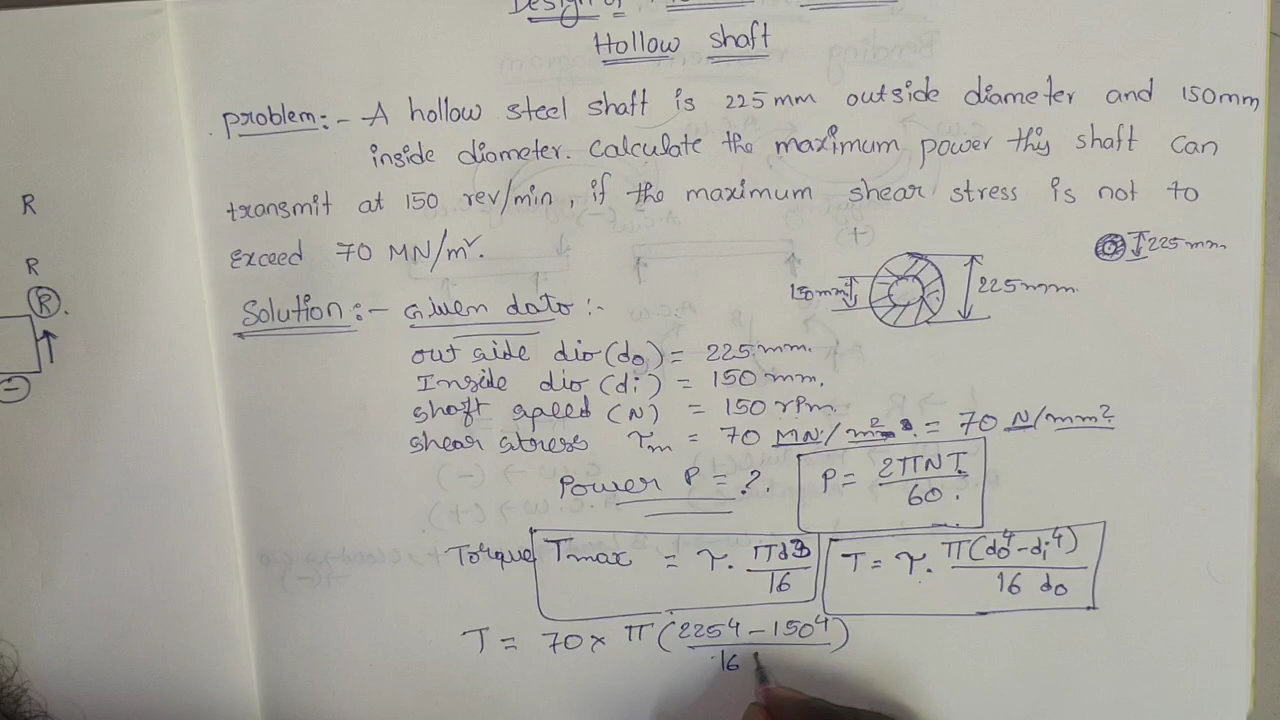 Design of
Hollow shaft
problem:- A hollow steel shaft is 225mm outside diameter and 150mm
inside diameter. Calculate the maximum power this shaft can
transmit at 150 rev/min, if the maximum shear stress is not to
Exceed 70 MN/m².
225mm
150mm
225mm.
R
R
R.
Solution:- Given data:-
out side dia(do) = 225mm.
Inside dia (di) = 150 mm.
shaft speed (N) = 150 rpm.
shear stress τm = 70 MN/m² = 70 N/mm²
Power P = ?. P = 2πNT/60.
Torque Tmax = τ. πd3/16 T = τ. π(do⁴-di⁴)/16 do
T = 70 × π(225⁴ - 150⁴)/16